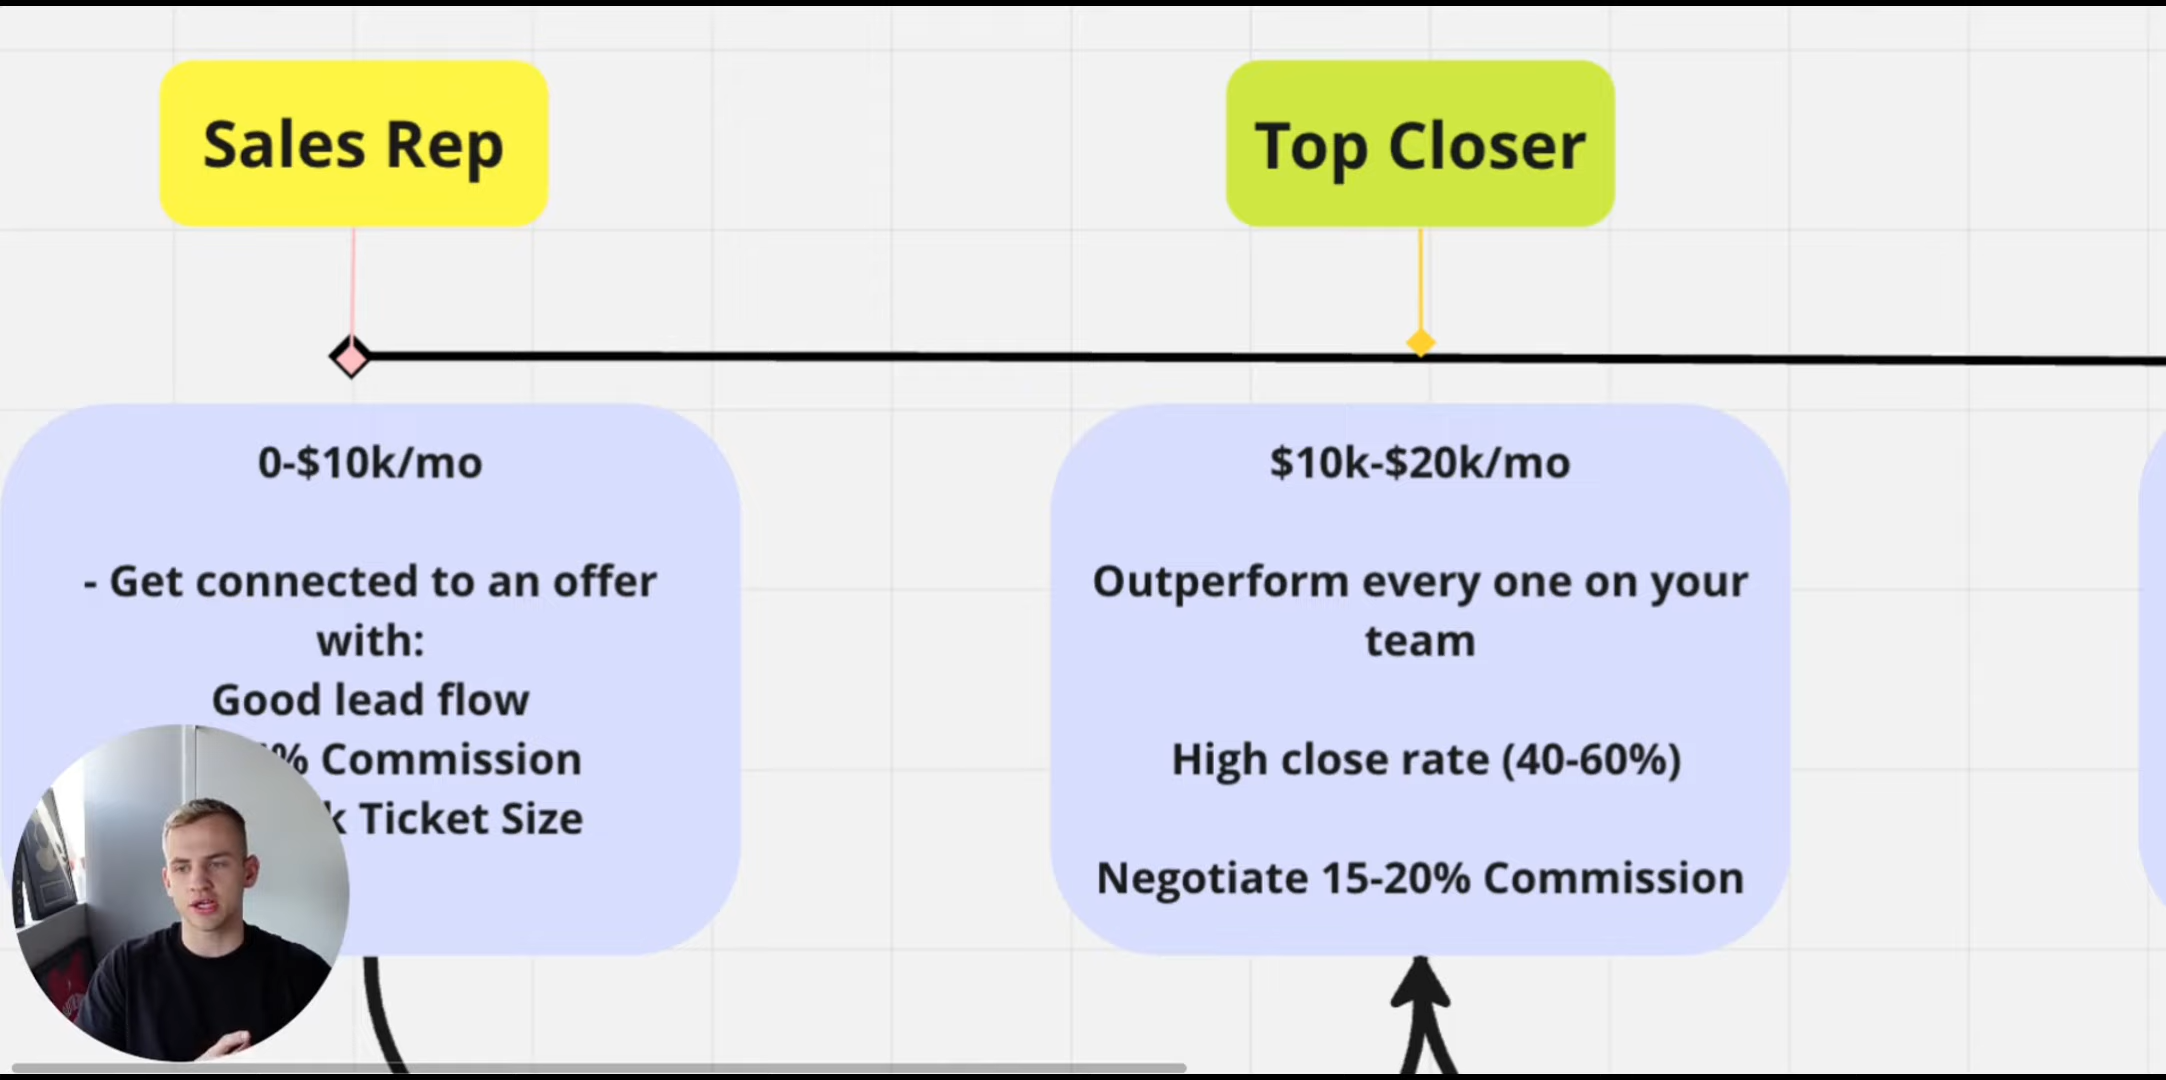 Sales Rep
Top Closer
0-$10k/mo
- Get connected to an offer
with:
Good lead flow
% Commission
k Ticket Size
$10k-$20k/mo
Outperform every one on your
team
High close rate (40-60%)
Negotiate 15-20% Commission